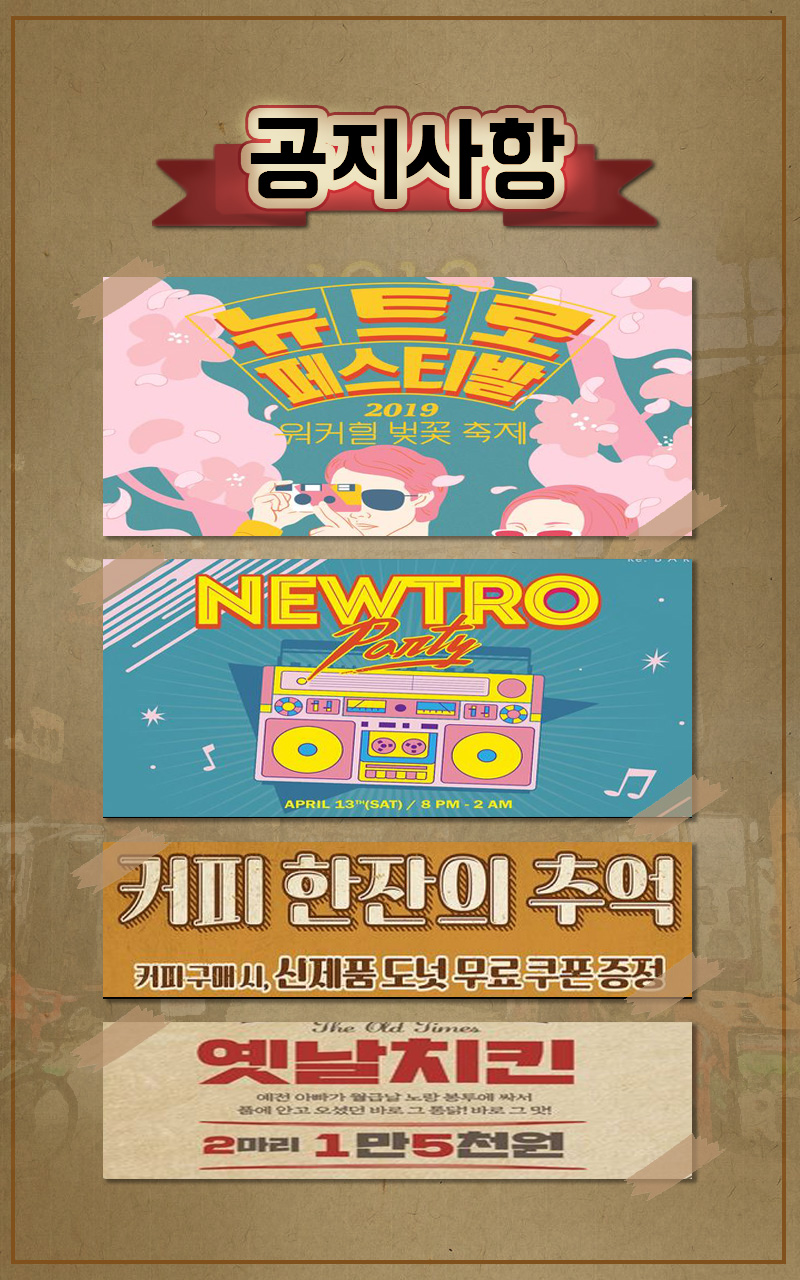 공지사항
뉴트로
페스티발
2019
워커힐 벚꽃 축제
re: BAR
NEWTRO
Party
APRIL 13TH(SAT) / 8 PM - 2 AM
커피 한잔의 추억
커피구매 시, 신제품 도넛 무료 쿠폰 증정
The Old Times
옛날치킨
예전 아빠가 월급날 노랑 봉투에 싸서
품에 안고 오셨던 바로 그 통닭! 바로 그 맛!
2마리 1만5천원